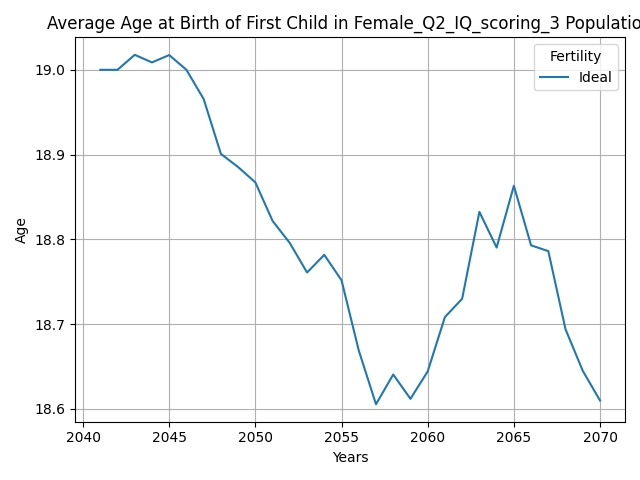 Average Age at Birth of First Child in Female_Q2_IQ_scoring_3 Populatio
Fertility
Ideal
19.0
18.9
18.8
18.7
18.6
Age
2040 2045 2050 2055 2060 2065 2070
Years